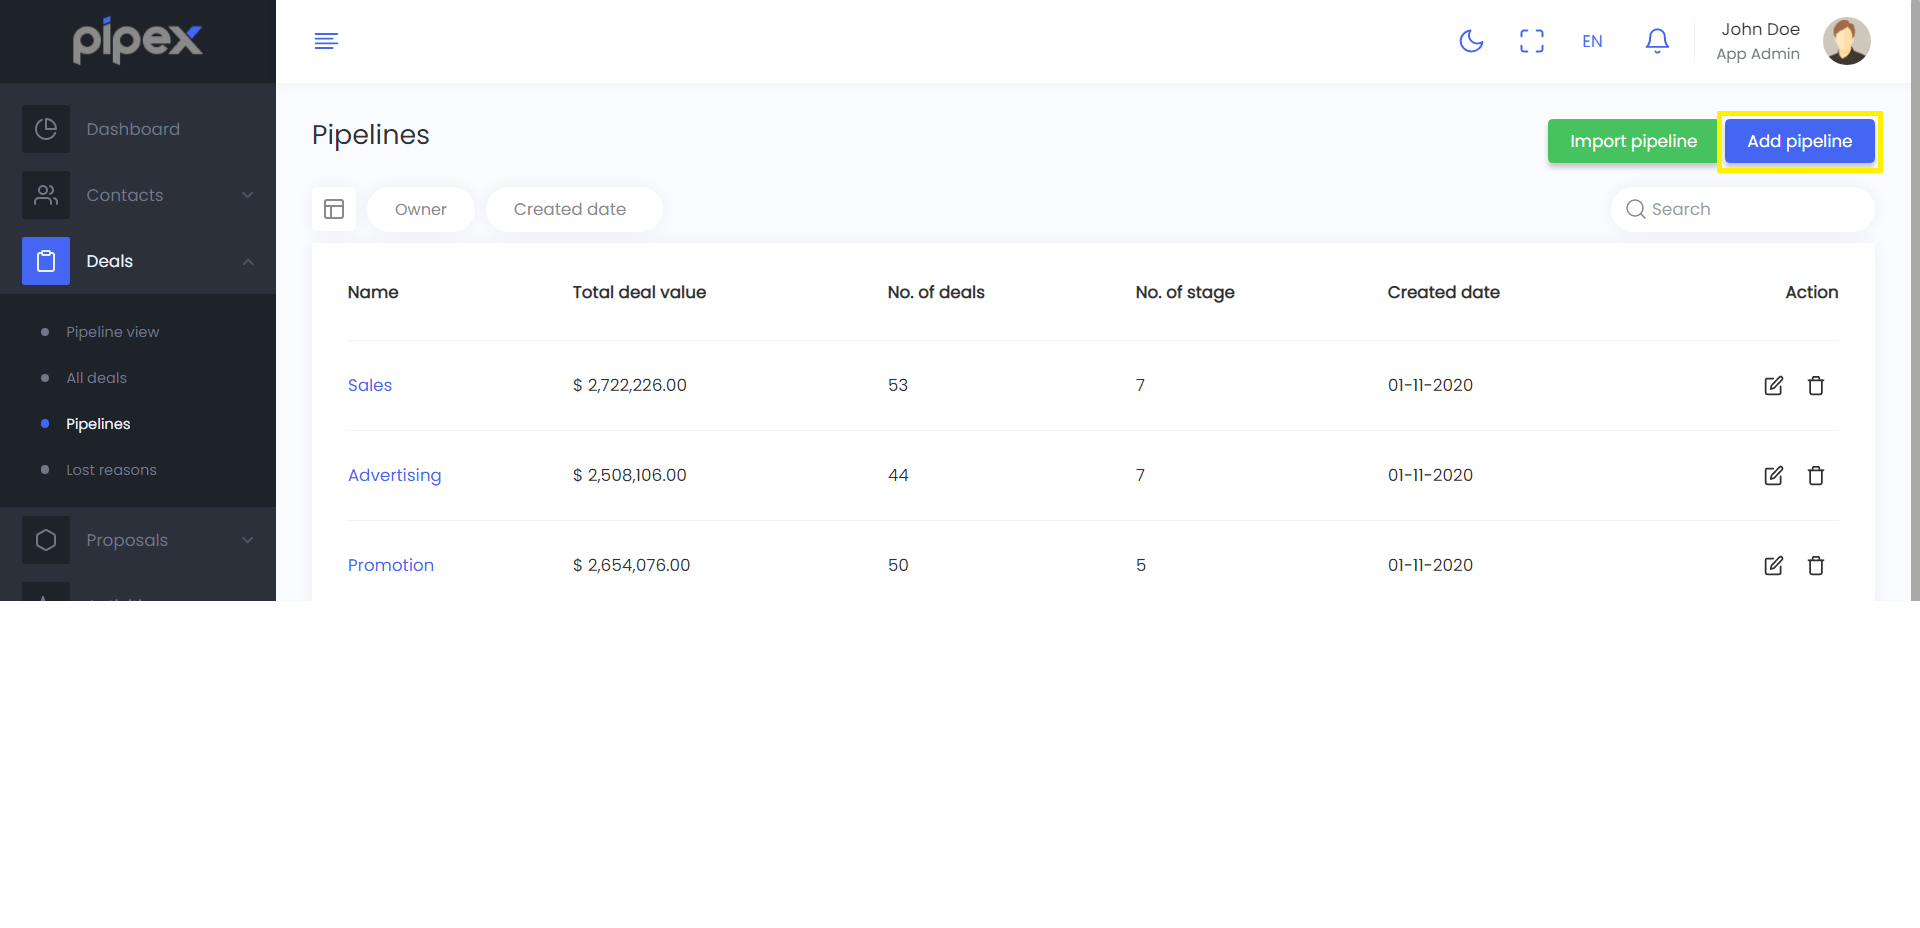 pipex
EN
John Doe
App Admin
Dashboard
Contacts
Deals
Pipeline view
All deals
Pipelines
Lost reasons
Proposals
Pipelines
Import pipeline
Add pipeline
Owner
Created date
Search
Name Total deal value No. of deals No. of stage Created date Action
Sales $ 2,722,226.00 53 7 01-11-2020
Advertising $ 2,508,106.00 44 7 01-11-2020
Promotion $ 2,654,076.00 50 5 01-11-2020